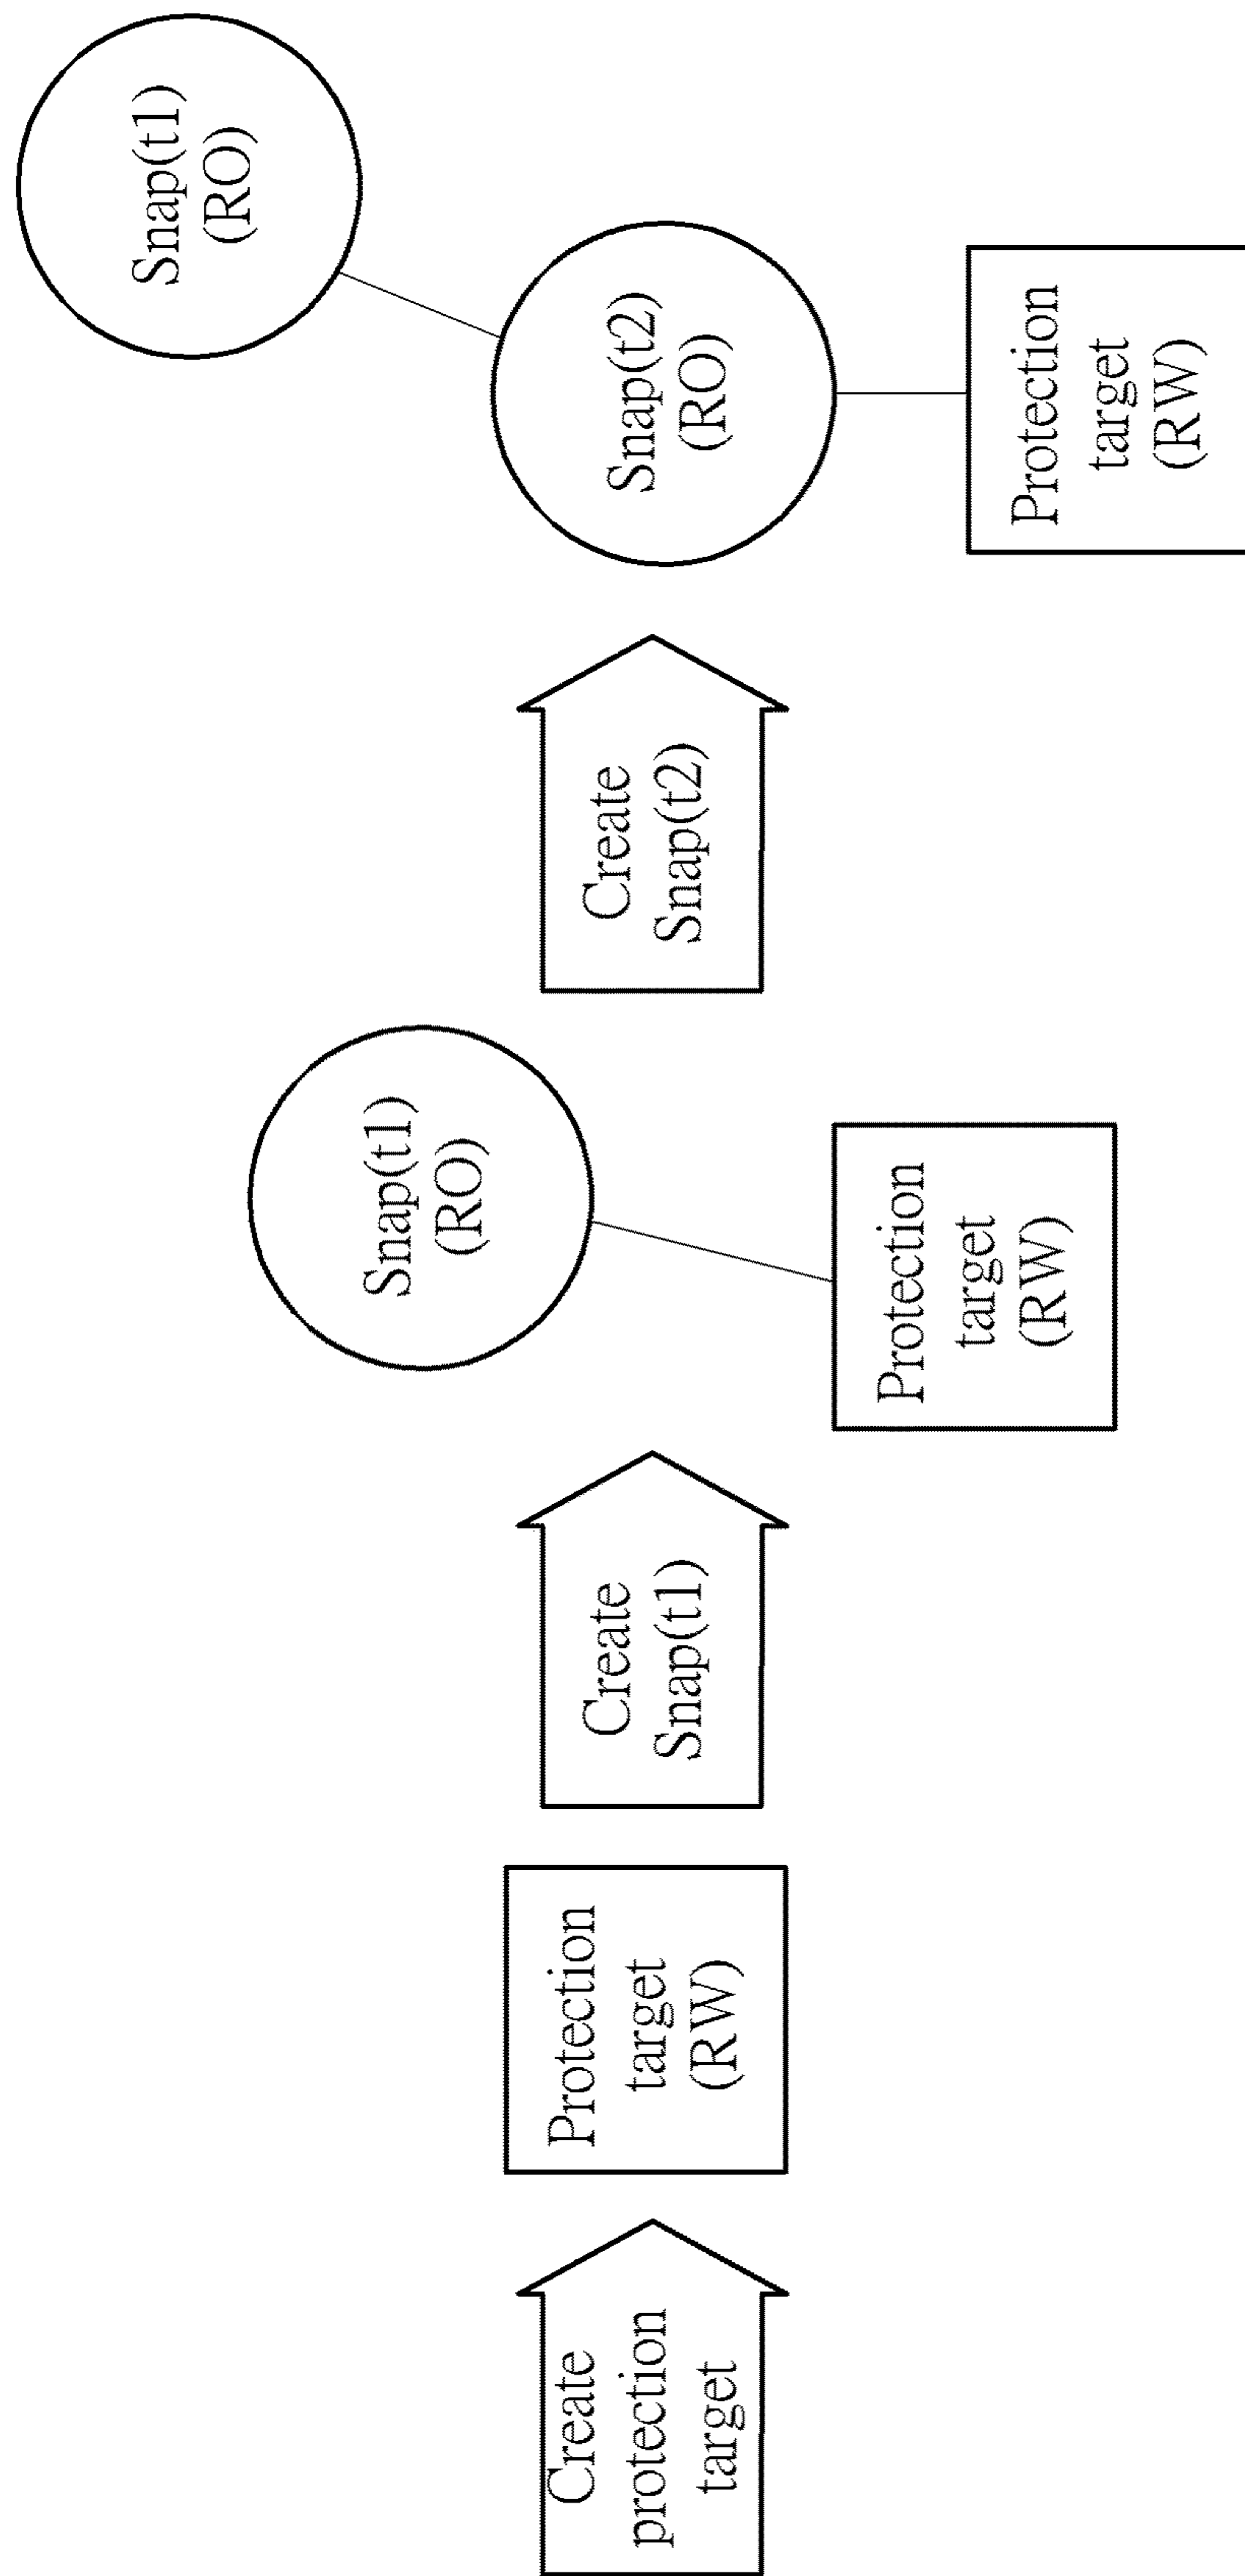 Create
protection
target
Protection
target
(RW)
Create
Snap(t1)
Snap(t1)
(RO)
Protection
target
(RW)
Create
Snap(t2)
Snap(t1)
(RO)
Snap(t2)
(RO)
Protection
target
(RW)